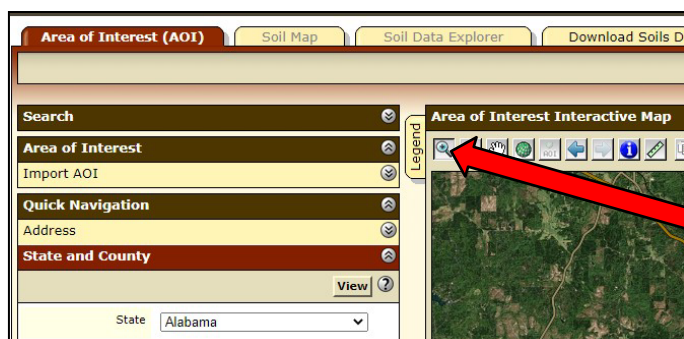 Area of Interest (AOI) Soil Map Soil Data Explorer Download Soils D
Search
Area of Interest
Import AOI
Quick Navigation
Address
State and County
View ?
State Alabama
Legend
Area of Interest Interactive Map
AOI